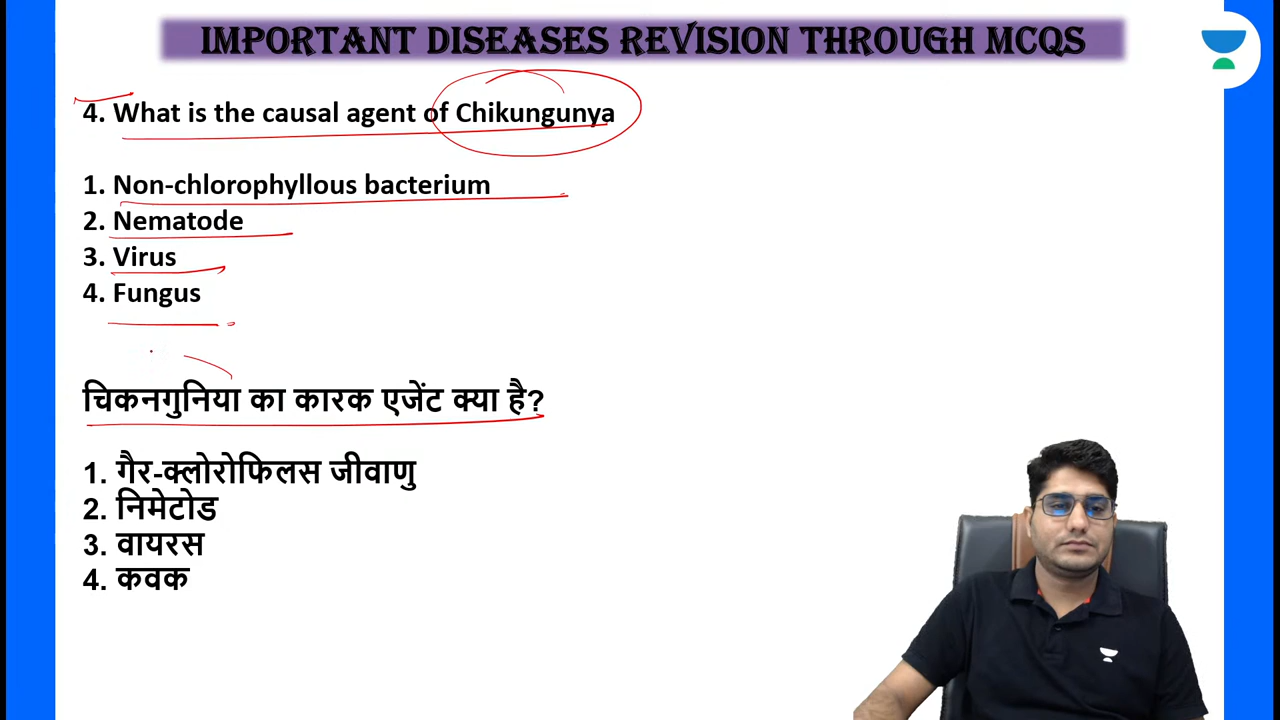 IMPORTANT DISEASES REVISION THROUGH MCQS
4. What is the causal agent of Chikungunya
1. Non-chlorophyllous bacterium
2. Nematode
3. Virus
4. Fungus
चिकनगुनिया का कारक एजेंट क्या है?
1. गैर-क्लोरोफिलस जीवाणु
2. निमेटोड
3. वायरस
4. कवक